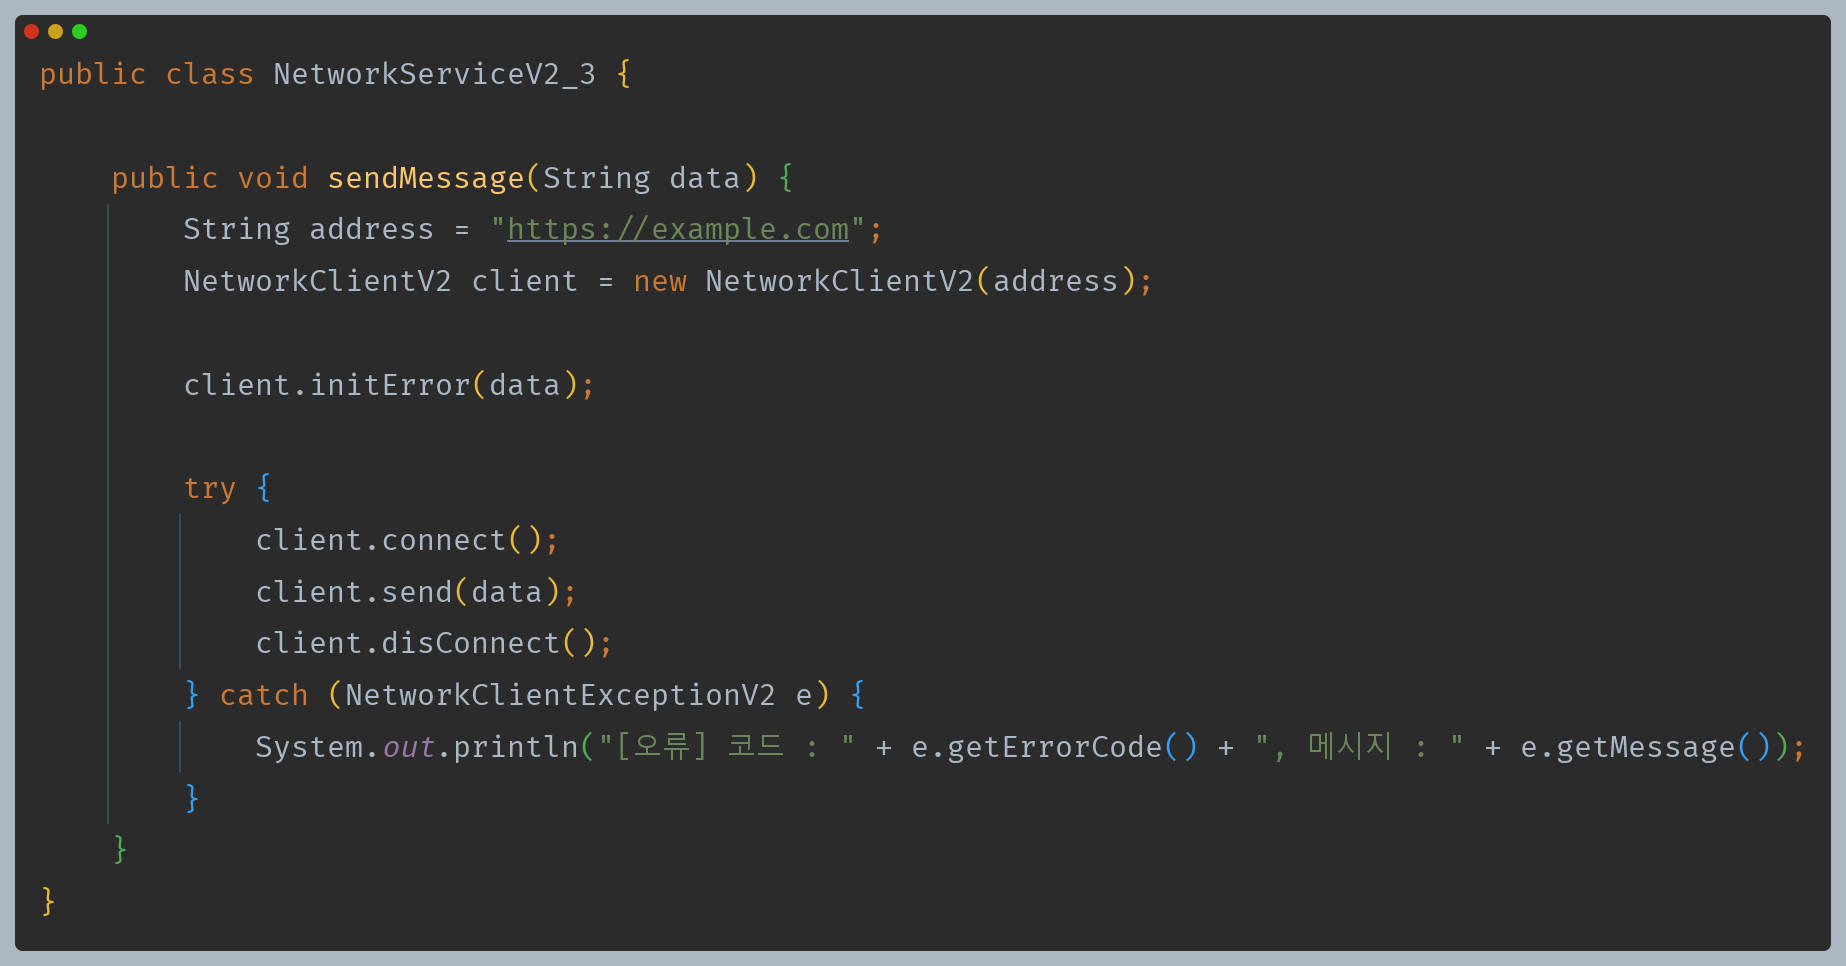 public class NetworkServiceV2_3 {
public void sendMessage(String data) {
String address = "https://example.com";
NetworkClientV2 client = new NetworkClientV2(address);
client.initError(data);
try {
client.connect();
client.send(data);
client.disConnect();
} catch (NetworkClientExceptionV2 e) {
System.out.println("[오류] 코드 : " + e.getErrorCode() + ", 메시지 : " + e.getMessage());
}
}
}